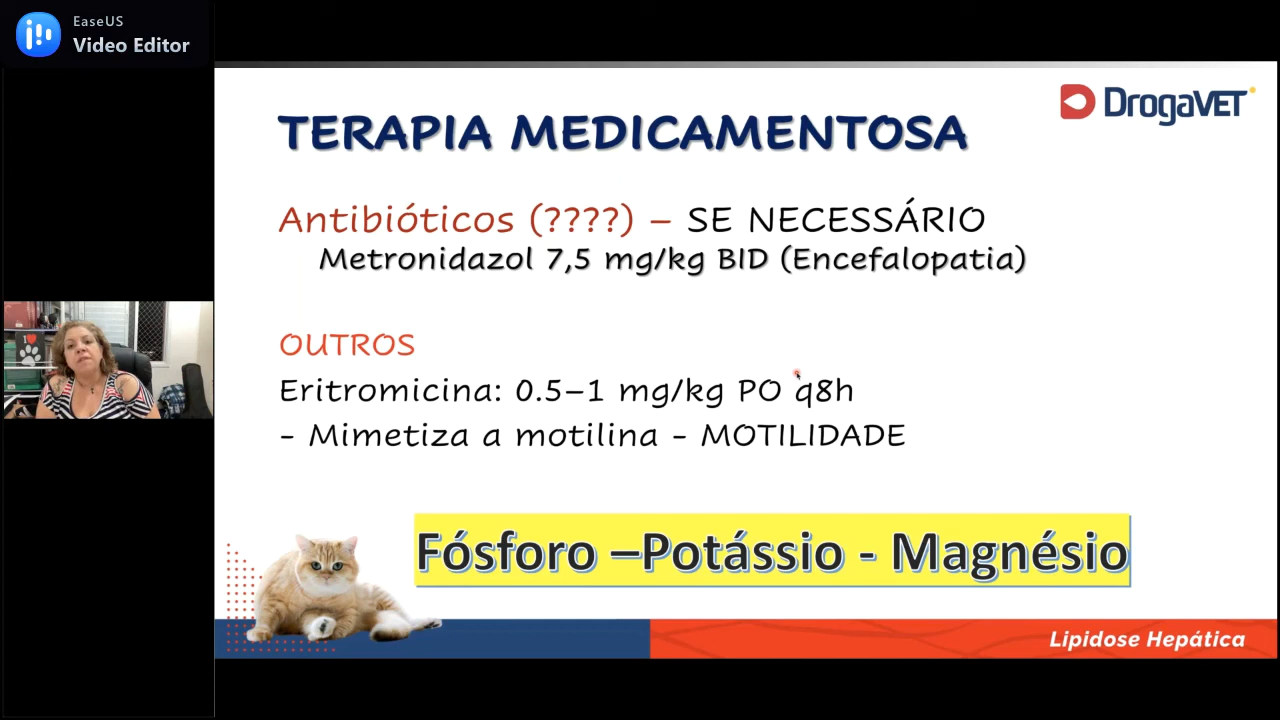 EaseUS
Video Editor
DrogaVET
TERAPIA MEDICAMENTOSA
Antibióticos (????) – SE NECESSÁRIO
Metronidazol 7,5 mg/kg BID (Encefalopatia)
OUTROS
Eritromicina: 0.5–1 mg/kg PO q8h
- Mimetiza a motilina - MOTILIDADE
Fósforo –Potássio - Magnésio
Lipidose Hepática